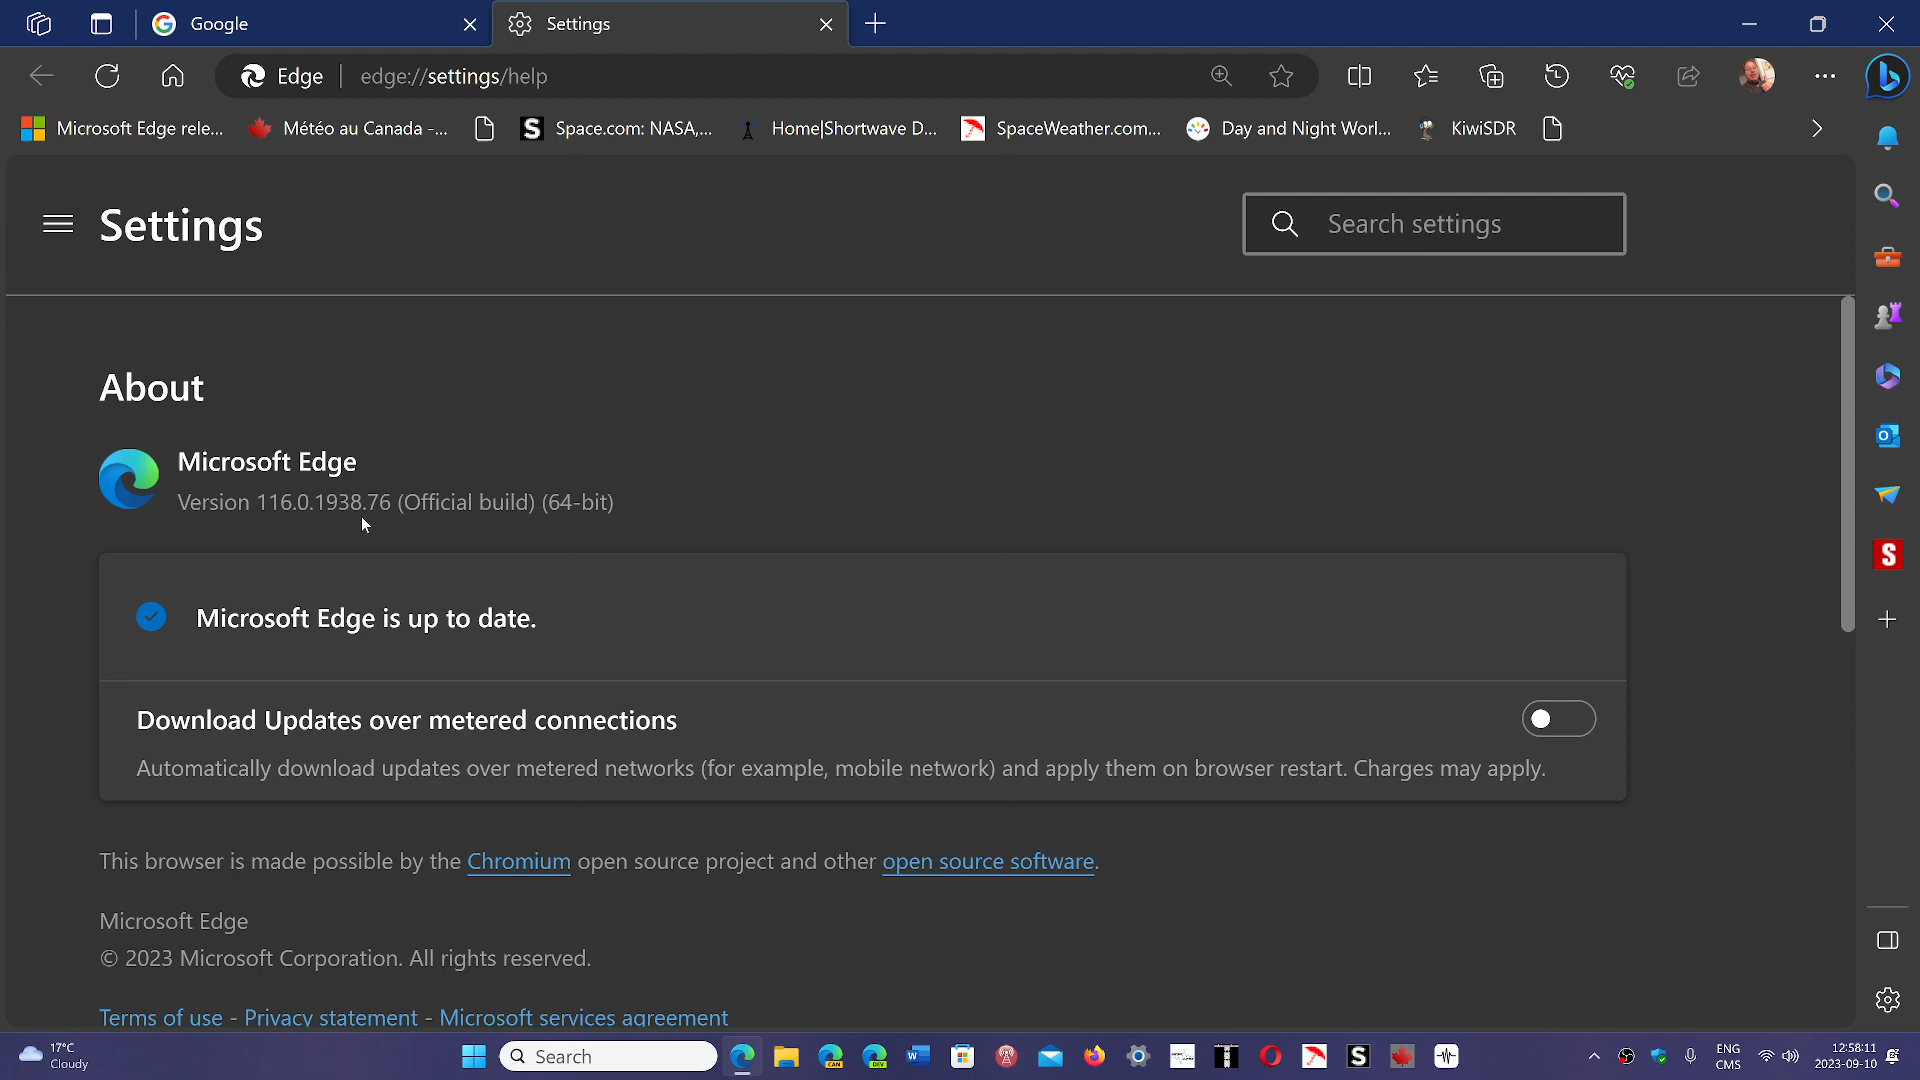 Google
Settings
Edge
edge://settings/help
Microsoft Edge rele...
Météo au Canada -...
S
Space.com: NASA,...
Home|Shortwave D...
SpaceWeather.com...
Day and Night Worl...
KiwiSDR
Settings
Search settings
About
Microsoft Edge
Version 116.0.1938.76 (Official build) (64-bit)
Microsoft Edge is up to date.
Download Updates over metered connections
Automatically download updates over metered networks (for example, mobile network) and apply them on browser restart. Charges may apply.
This browser is made possible by the Chromium open source project and other open source software.
Microsoft Edge
© 2023 Microsoft Corporation. All rights reserved.
Terms of use - Privacy statement - Microsoft services agreement
S
17°C
Cloudy
Search
CAN
DEV
S
ENG
CMS
12:58:11
2023-09-10